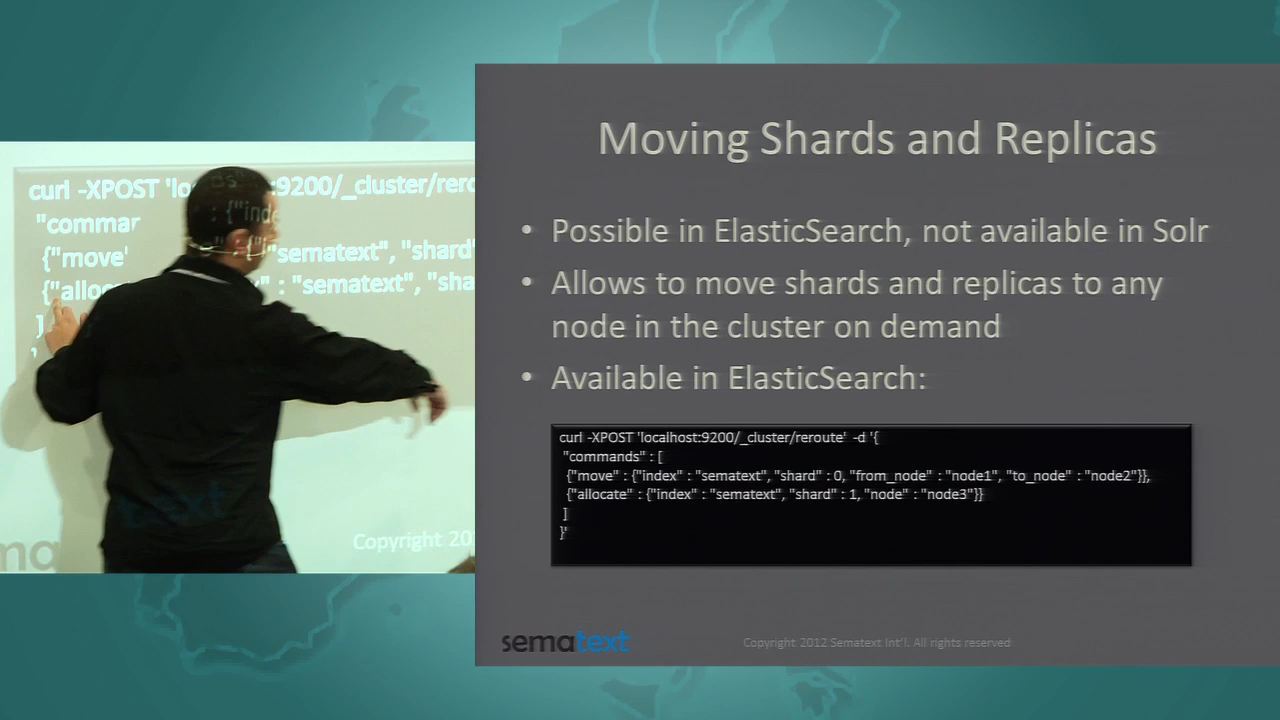 curl -XPOST 'lo :9200/_cluster/rero
"commar
{"move' "sematext", "shard"
{"alloc : "sematext", "sha
]
Copyright 20
Moving Shards and Replicas
• Possible in ElasticSearch, not available in Solr
• Allows to move shards and replicas to any
node in the cluster on demand
• Available in ElasticSearch:
curl -XPOST 'localhost:9200/_cluster/reroute' -d '{
"commands" : [
{"move" : {"index" : "sematext", "shard" : 0, "from_node" : "node1", "to_node" : "node2"}},
{"allocate" : {"index" : "sematext", "shard" : 1, "node" : "node3"}}
]
}'
sematext
Copyright 2012 Sematext Int'l. All rights reserved